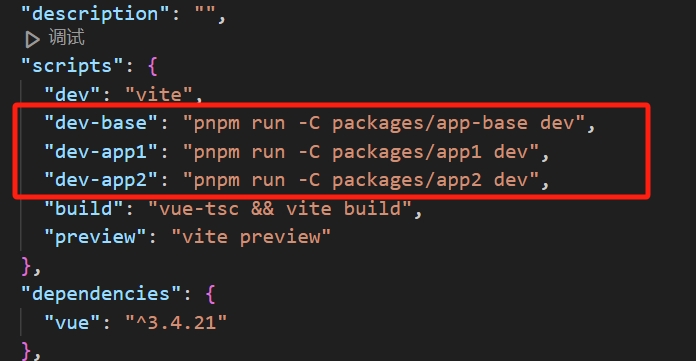 "description": "",
调试
"scripts": {
"dev": "vite",
"dev-base": "pnpm run -C packages/app-base dev",
"dev-app1": "pnpm run -C packages/app1 dev",
"dev-app2": "pnpm run -C packages/app2 dev",
"build": "vue-tsc && vite build",
"preview": "vite preview"
},
"dependencies": {
"vue": "^3.4.21"
},